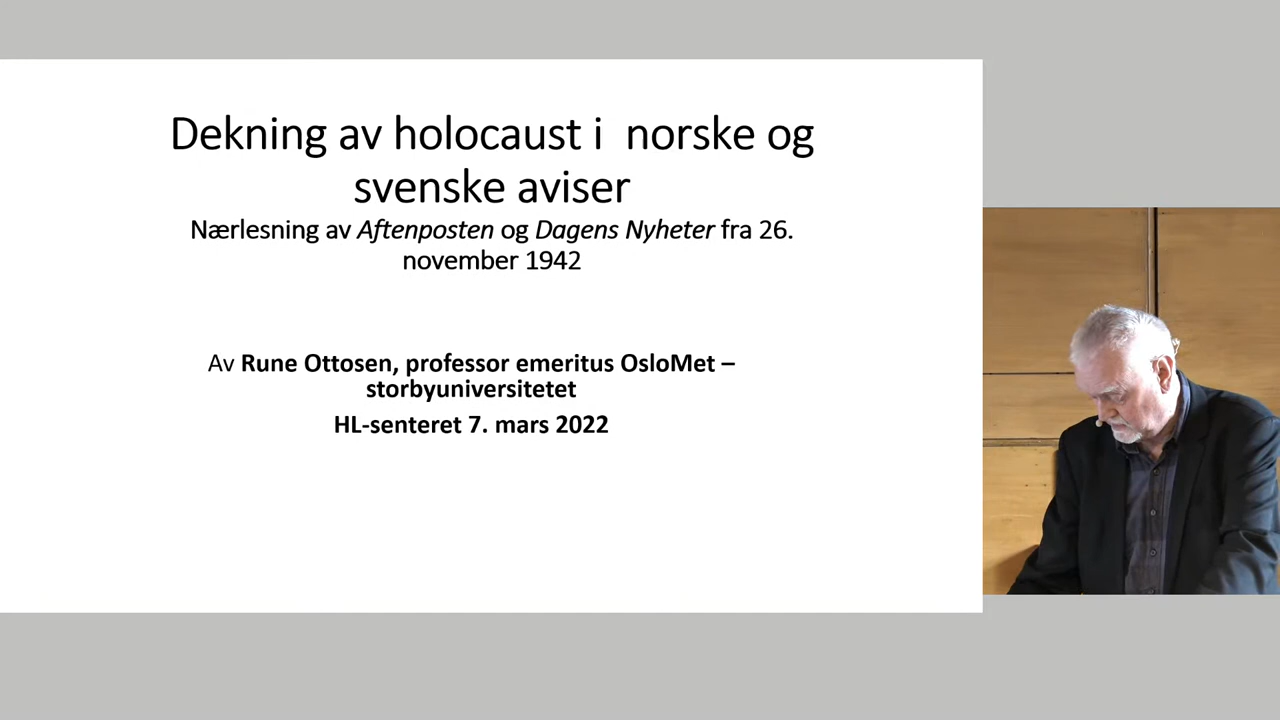 Dekning av holocaust i  norske og
svenske aviser
Nærlesning av Aftenposten og Dagens Nyheter fra 26.
november 1942
Av Rune Ottosen, professor emeritus OsloMet –
storbyuniversitetet
HL-senteret 7. mars 2022